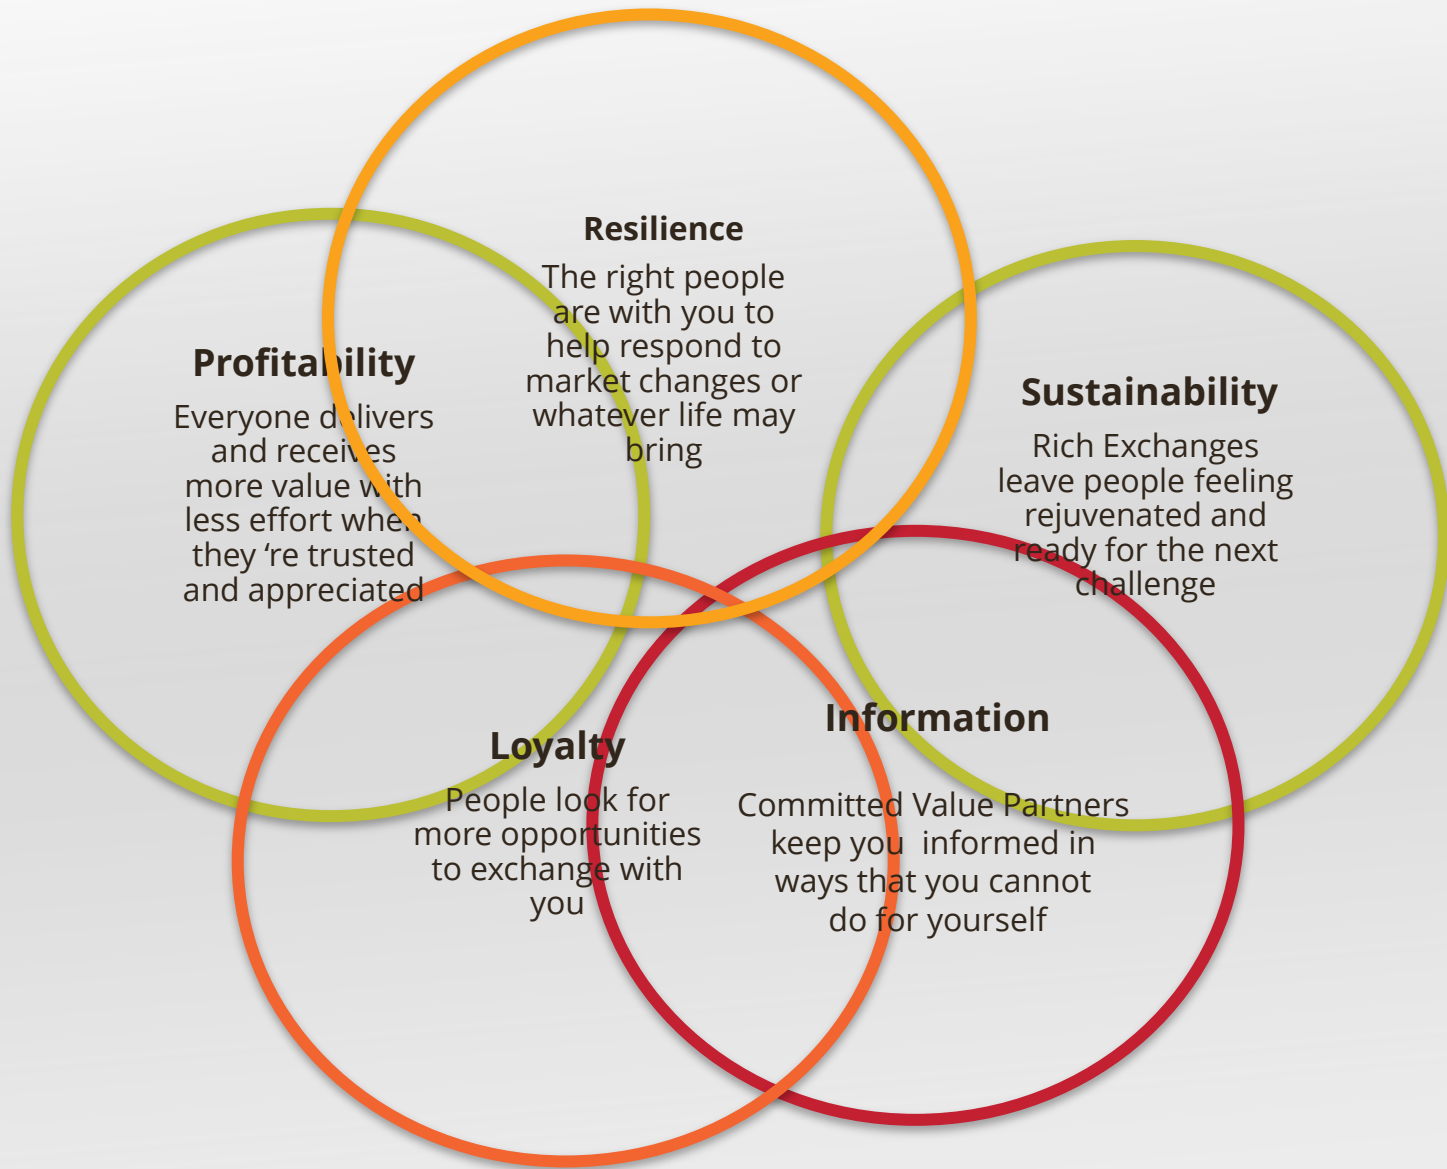 Resilience
The right people
are with you to
help respond to
market changes or
whatever life may
bring
Profitability
Everyone delivers
and receives
more value with
less effort when
they ‘re trusted
and appreciated
Sustainability
Rich Exchanges
leave people feeling
rejuvenated and
ready for the next
challenge
Loyalty
People look for
more opportunities
to exchange with
you
Information
Committed Value Partners
keep you  informed in
ways that you cannot
do for yourself